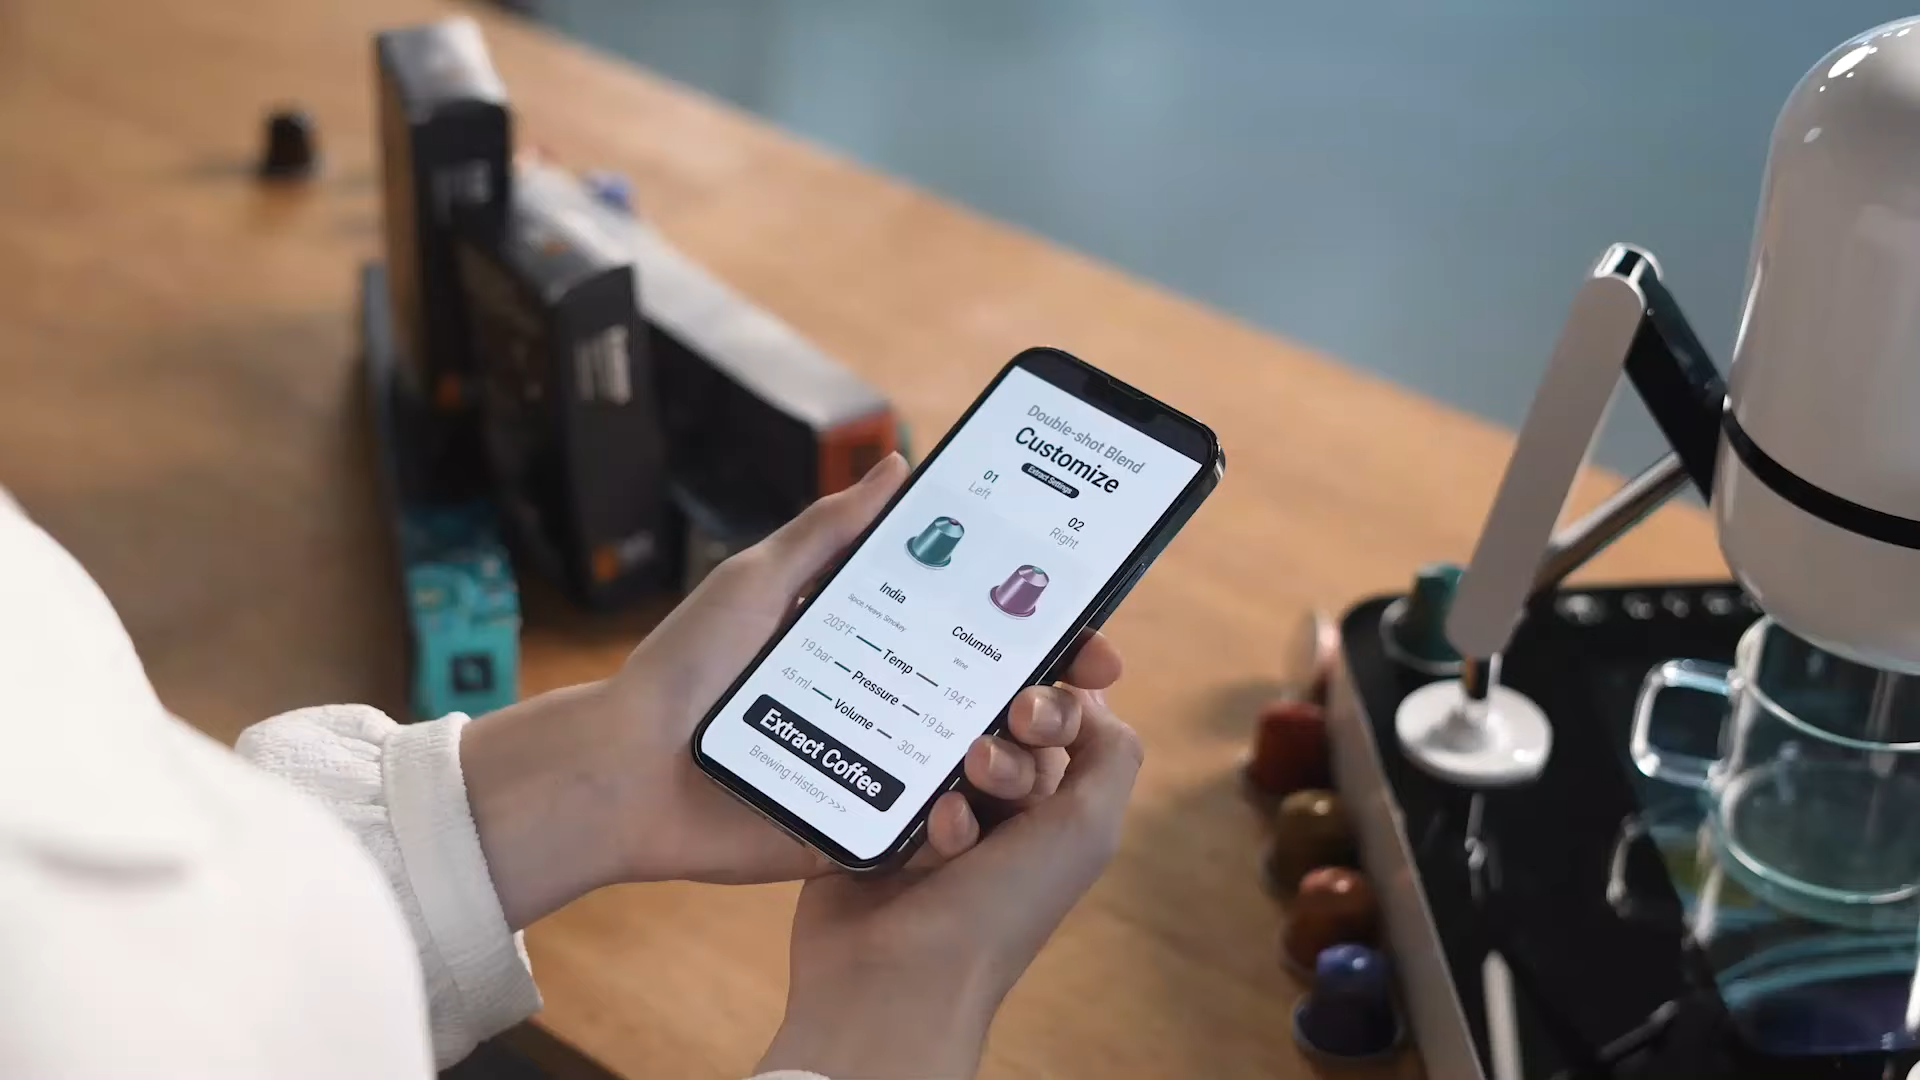 Double-shot Blend
Customize
Extract Settings
01
Left
02
Right
India
Spice, Heavy, Smokey
Columbia
Wine
203°F Temp 194°F
19 bar Pressure 19 bar
45 ml Volume 30 ml
Extract Coffee
Brewing History >>>